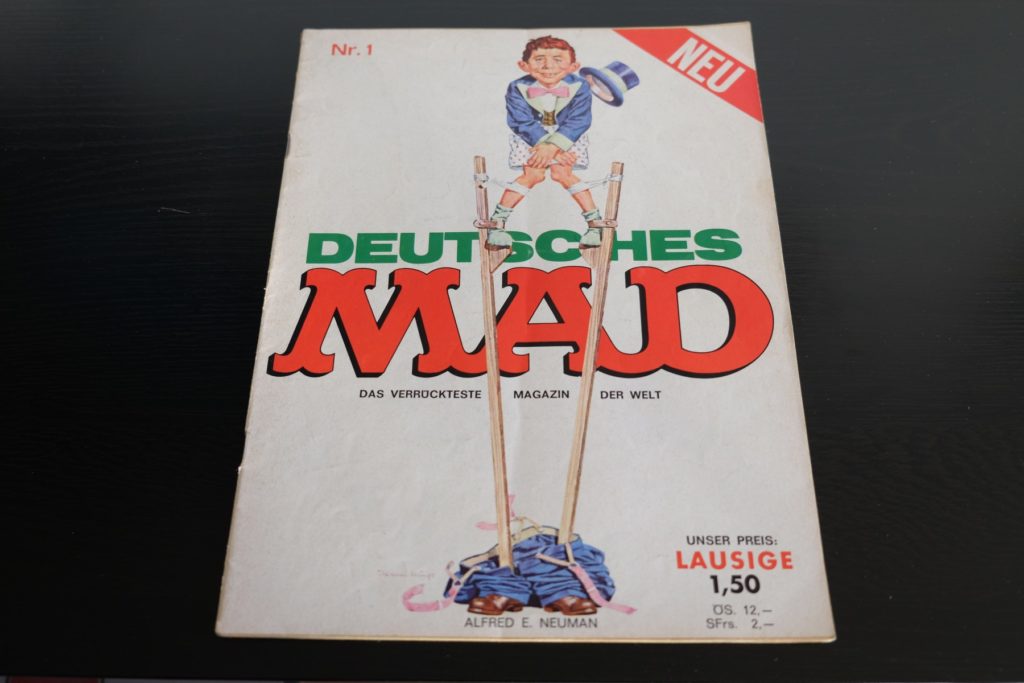 Nr. 1
NEU
DEUTSCHES
MAD
DAS VERRÜCKTESTE MAGAZIN DER WELT
UNSER PREIS:
LAUSIGE
1,50
ÖS. 12,—
SFrs. 2,—
ALFRED E. NEUMAN